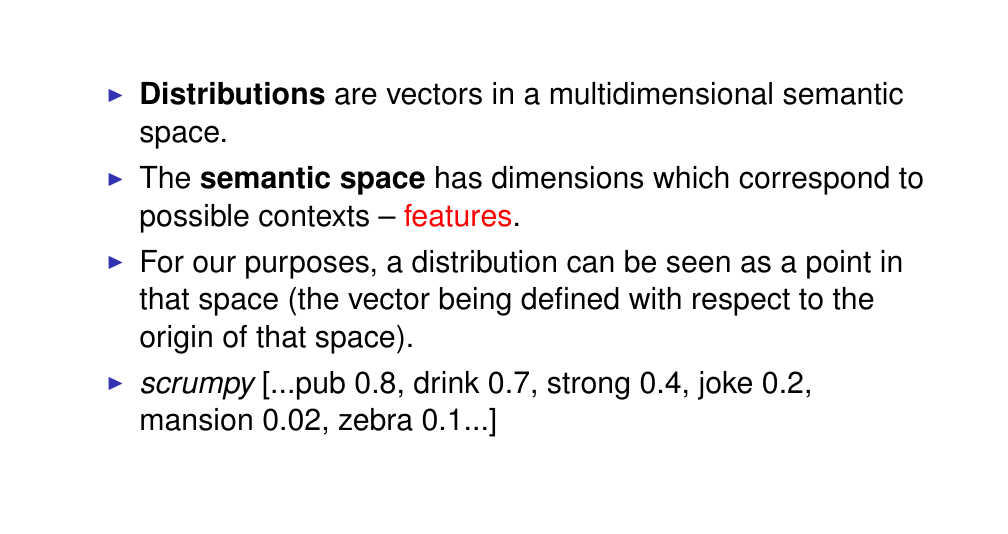 ► Distributions are vectors in a multidimensional semantic
space.
► The semantic space has dimensions which correspond to
possible contexts – features.
► For our purposes, a distribution can be seen as a point in
that space (the vector being defined with respect to the
origin of that space).
► scrumpy [...pub 0.8, drink 0.7, strong 0.4, joke 0.2,
mansion 0.02, zebra 0.1...]